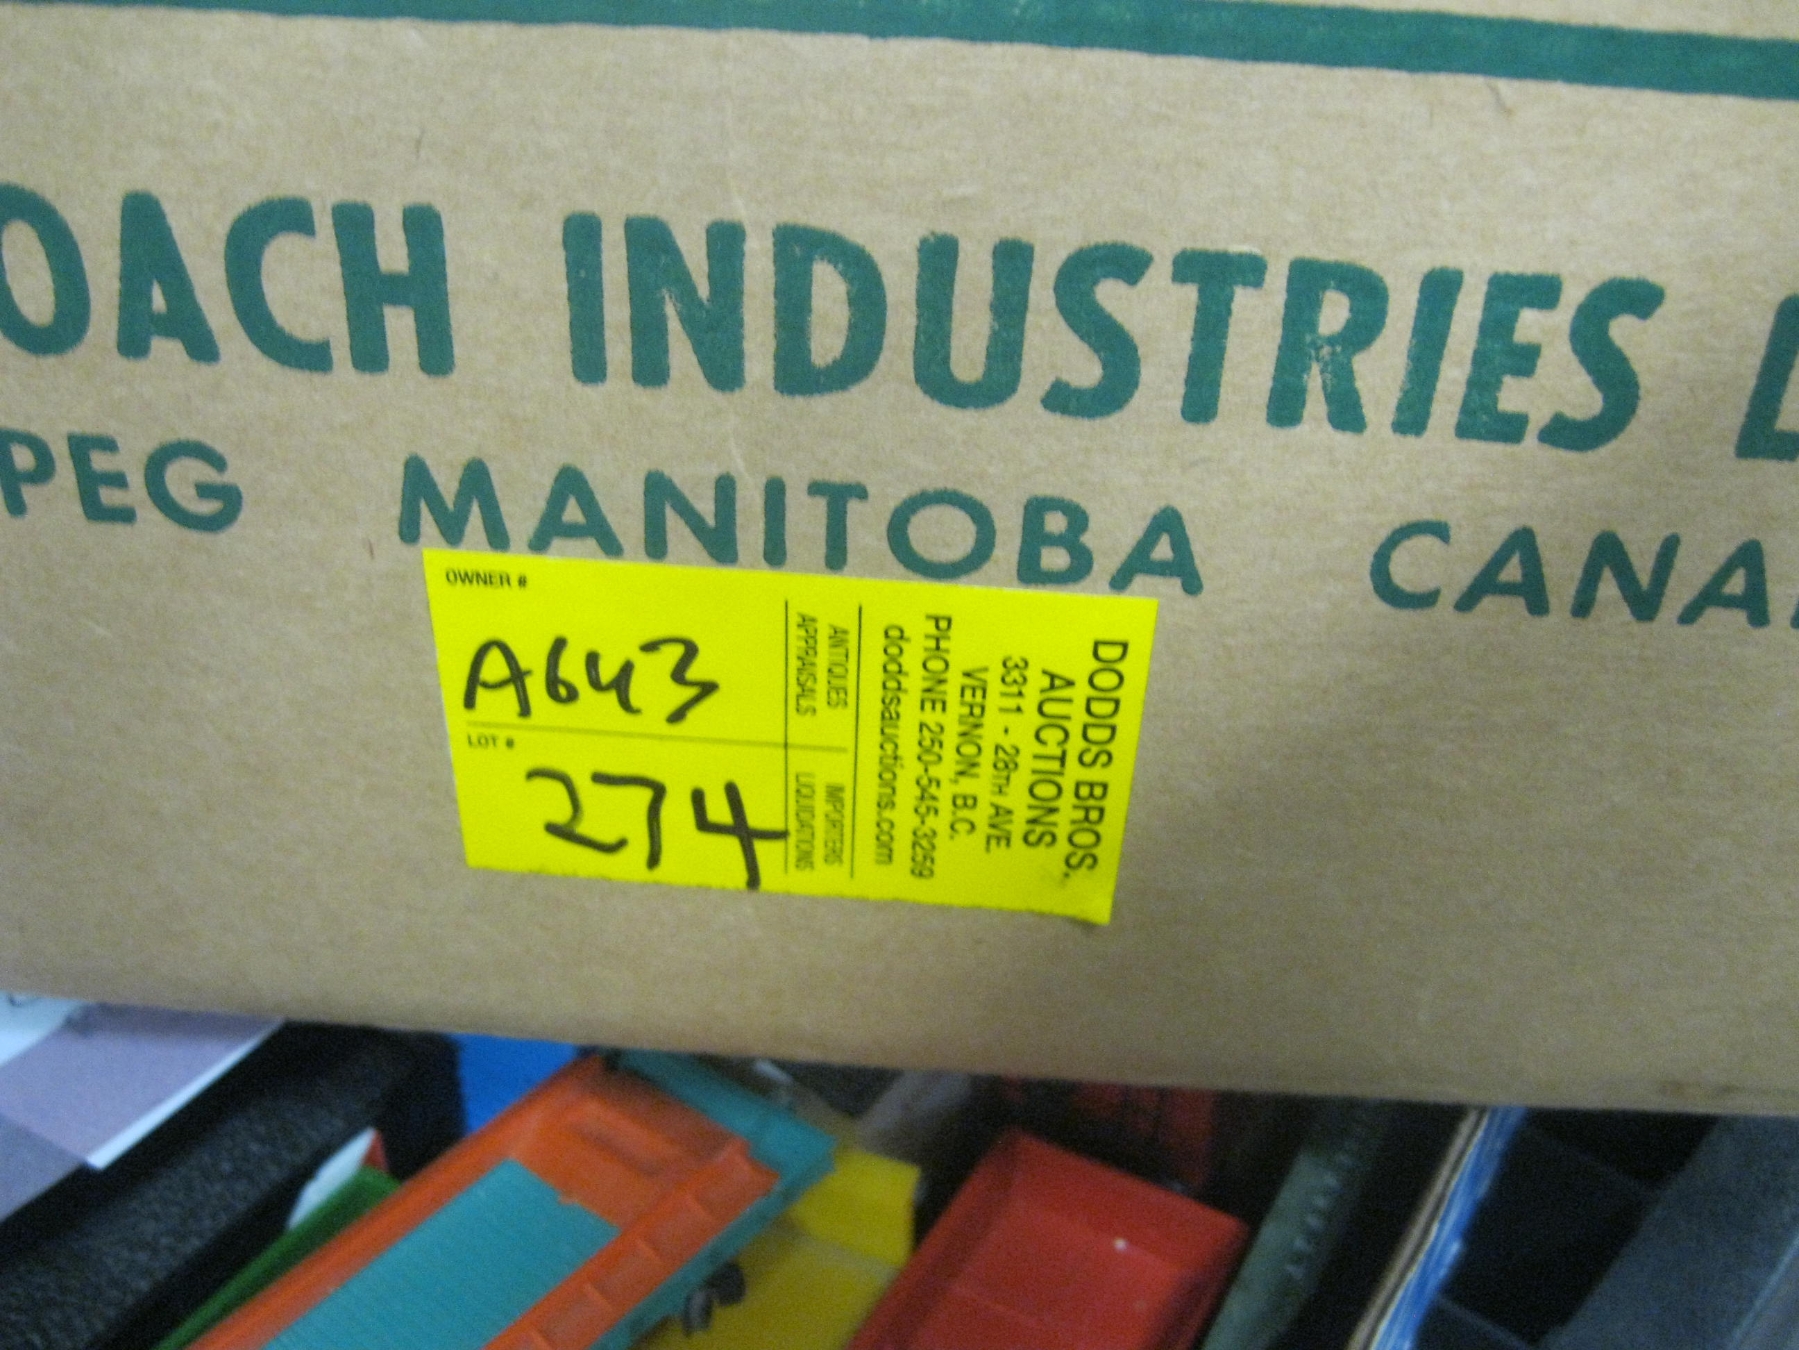 OACH INDUSTRIES L
PEG MANITOBA CANA
OWNER #
A643
LOT #
274
ANTIQUES
APPRAISALS
IMPORTERS
LIQUIDATIONS
DODDS BROS.
AUCTIONS
3311 - 28TH AVE.
VERNON, B.C.
PHONE 250-545-3259
doddsauctions.com